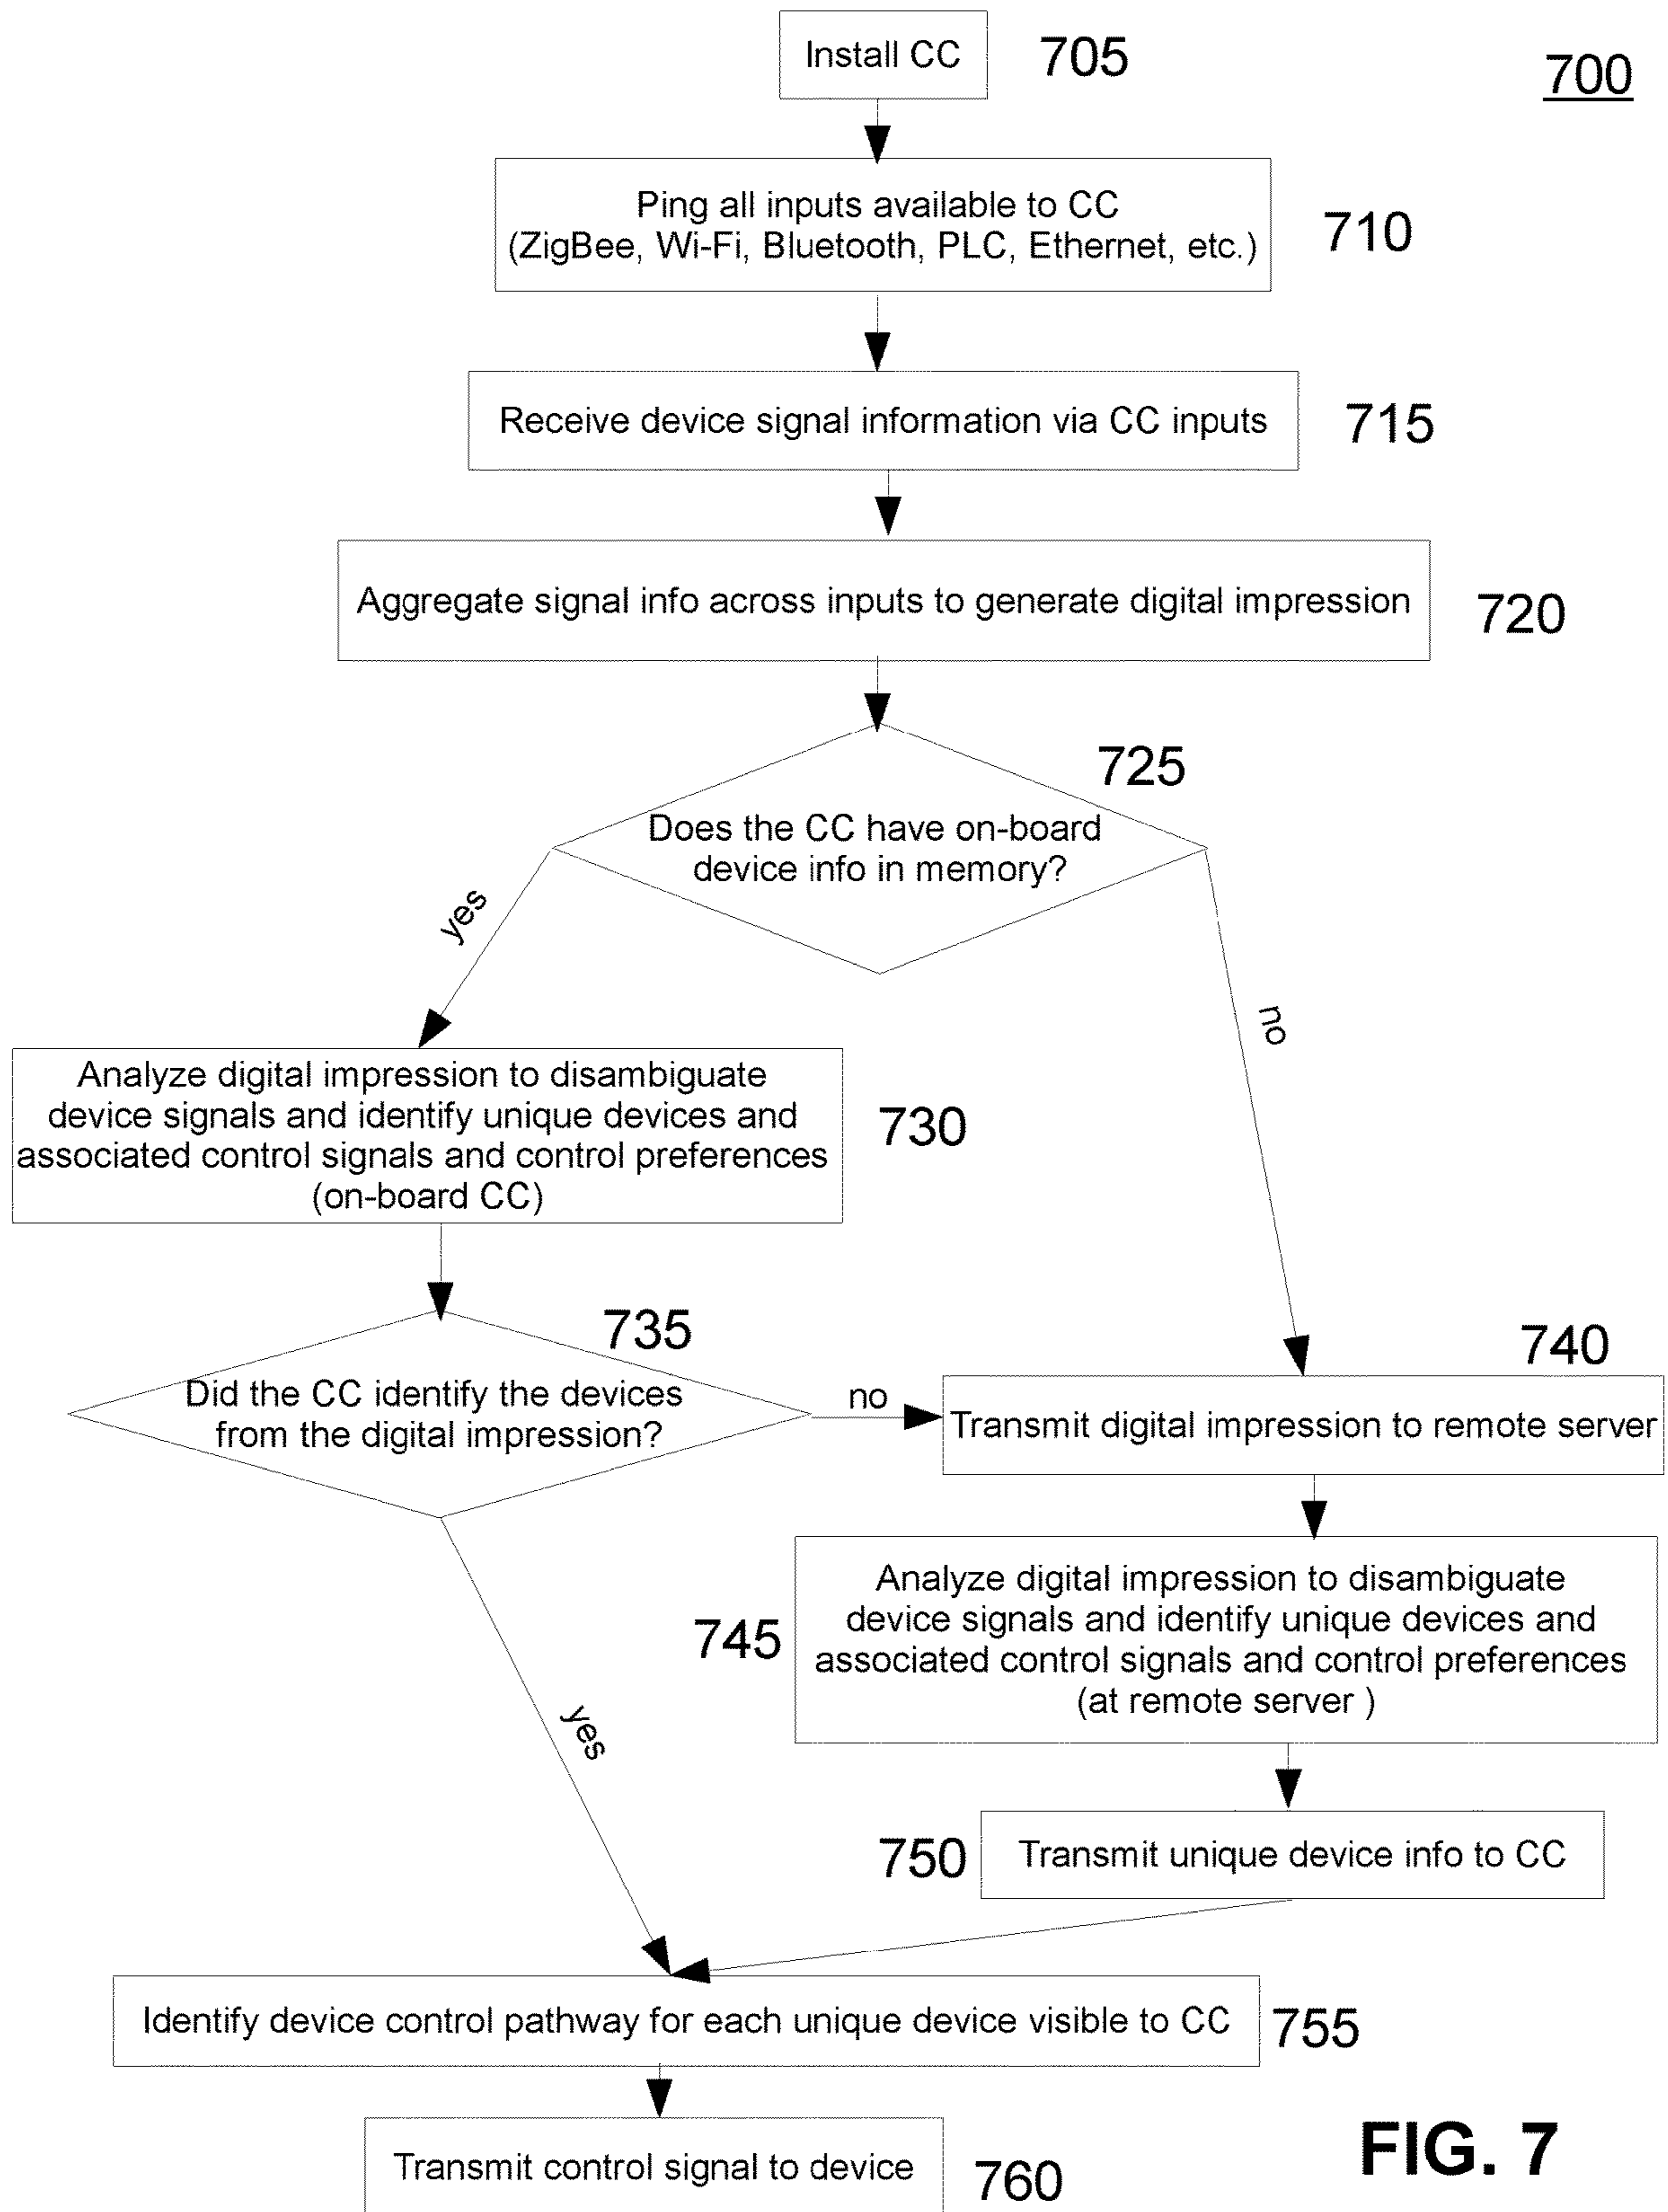 Install CC
705
700
Ping all inputs available to CC
(ZigBee, Wi-Fi, Bluetooth, PLC, Ethernet, etc.)
710
Receive device signal information via CC inputs
715
Aggregate signal info across inputs to generate digital impression
720
725
Does the CC have on-board
device info in memory?
yes
no
Analyze digital impression to disambiguate
device signals and identify unique devices and
associated control signals and control preferences
(on-board CC)
730
735
Did the CC identify the devices
from the digital impression?
no
740
Transmit digital impression to remote server
745
Analyze digital impression to disambiguate
device signals and identify unique devices and
associated control signals and control preferences
(at remote server )
yes
750
Transmit unique device info to CC
Identify device control pathway for each unique device visible to CC
755
Transmit control signal to device
760
FIG. 7